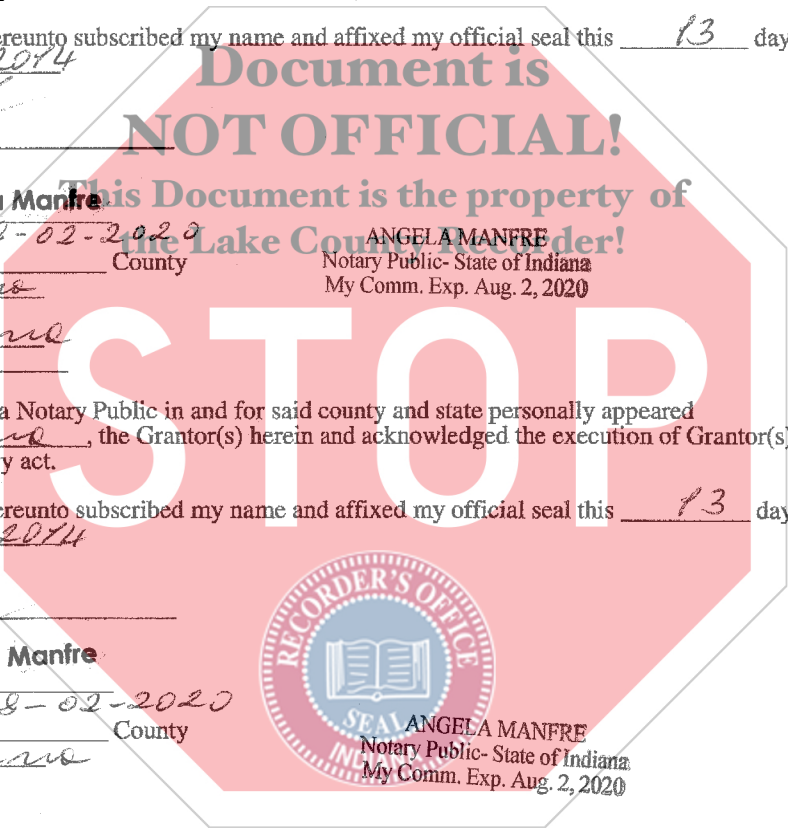 ereunto subscribed my name and affixed my official seal this 13 day
2014
Document is
NOT OFFICIAL!
This Document is the property of
the Lake County Recorder!
Manfre
8-02-2020
County
ANGELA MANFRE
Notary Public- State of Indiana
My Comm. Exp. Aug. 2, 2020
STOP
a Notary Public in and for said county and state personally appeared
, the Grantor(s) herein and acknowledged the execution of Grantor(s)
y act.
ereunto subscribed my name and affixed my official seal this 13 day
2014
RECORDER'S OFFICE
SEAL
INDIANA
Manfre
8-02-2020
County
ANGELA MANFRE
Notary Public- State of Indiana
My Comm. Exp. Aug. 2, 2020